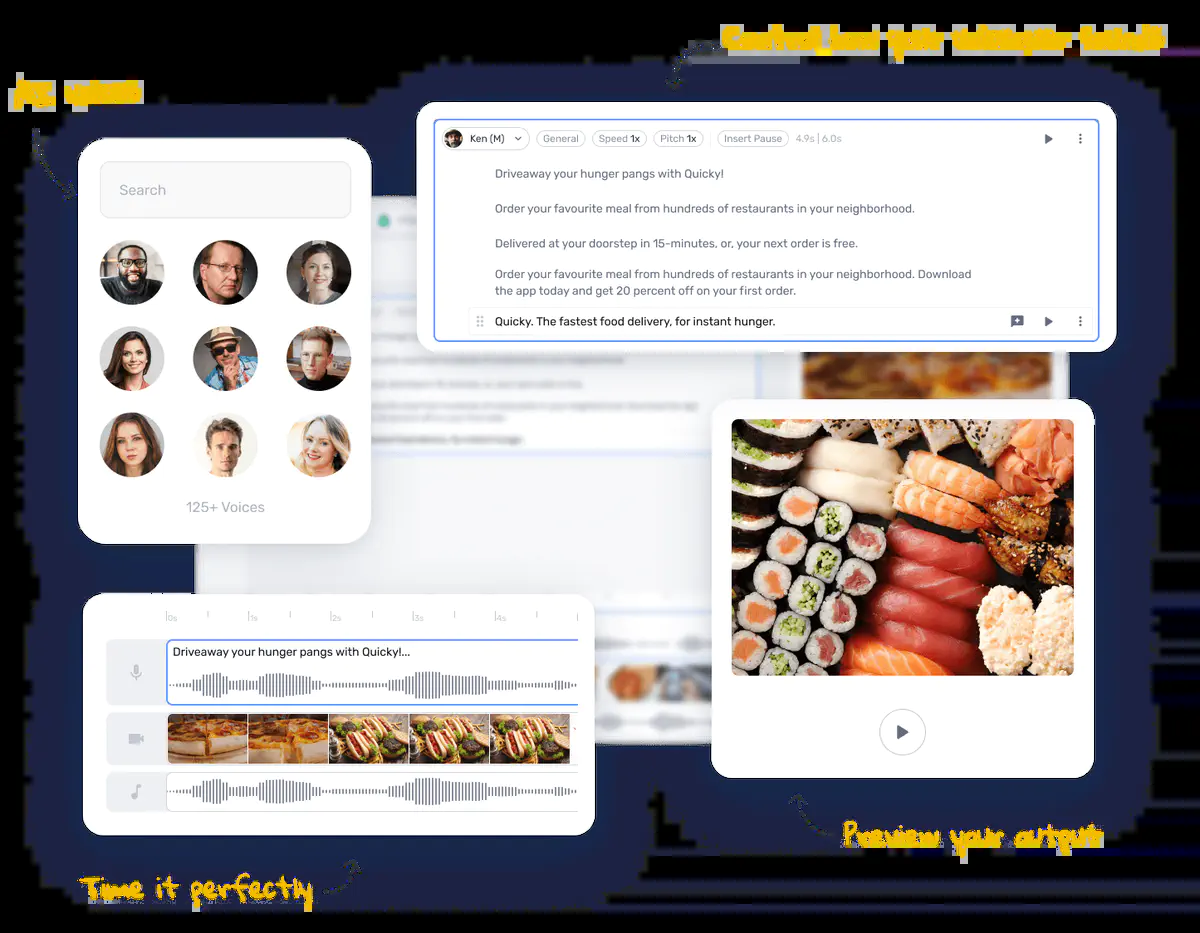 Search
125+ Voices
Ken (M)
General
Speed 1x
Pitch 1x
Insert Pause
4.9s | 6.0s
Driveaway your hunger pangs with Quicky!
Order your favourite meal from hundreds of restaurants in your neighborhood.
Delivered at your doorstep in 15-minutes, or, your next order is free.
Order your favourite meal from hundreds of restaurants in your neighborhood. Download
the app today and get 20 percent off on your first order.
Quicky. The fastest food delivery, for instant hunger.
0s 1s 2s 3s 4s
Driveaway your hunger pangs with Quicky!...
Preview your output
Time it perfectly